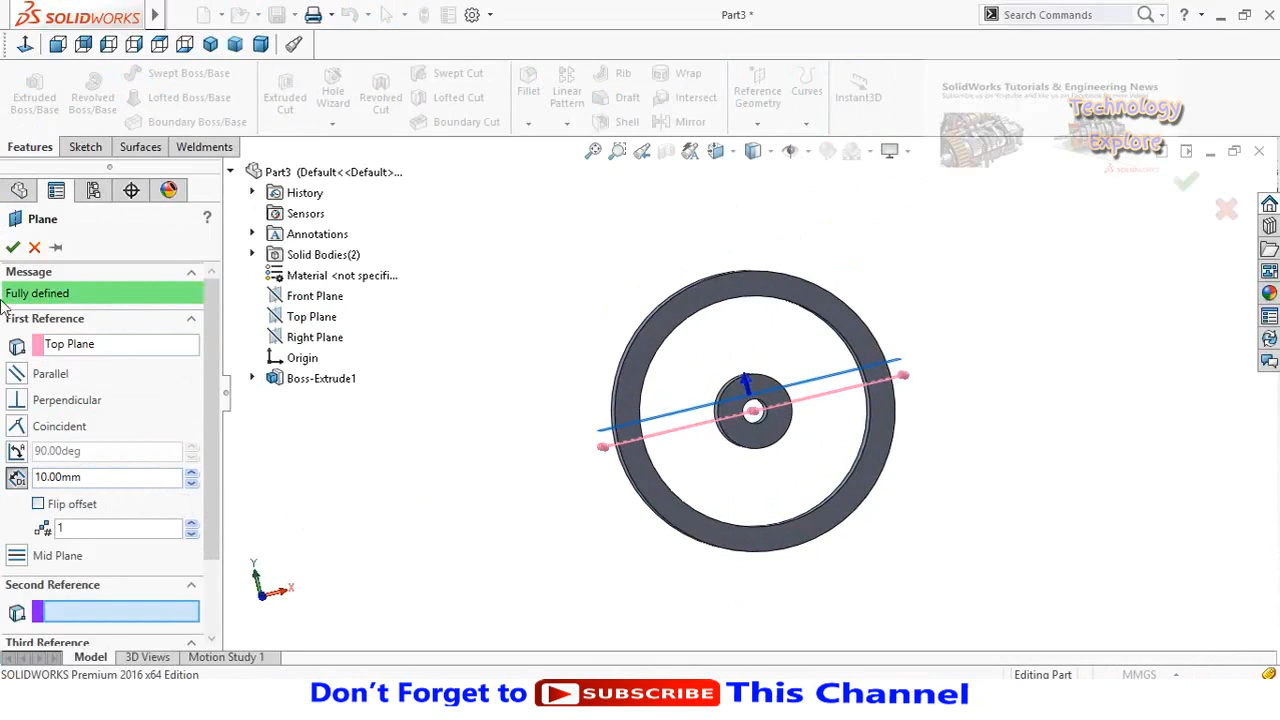 SOLIDWORKS
Part3 *
Search Commands
?
Extruded Boss/Base
Revolved Boss/Base
Swept Boss/Base
Lofted Boss/Base
Boundary Boss/Base
Extruded Cut
Hole Wizard
Revolved Cut
Swept Cut
Lofted Cut
Boundary Cut
Fillet
Linear Pattern
Rib
Draft
Shell
Wrap
Intersect
Mirror
Reference Geometry
Curves
Instant3D
SolidWorks Tutorials & Engineering News
Technology
Explore
SOLIDWORKS
Features
Sketch
Surfaces
Weldments
Plane
?
Message
Fully defined
First Reference
Top Plane
Parallel
Perpendicular
Coincident
90.00deg
10.00mm
Flip offset
1
Mid Plane
Second Reference
Third Reference
Part3 (Default<<Default>...
History
Sensors
Annotations
Solid Bodies(2)
Material <not specifi...
Front Plane
Top Plane
Right Plane
Origin
Boss-Extrude1
Y
X
Model
3D Views
Motion Study 1
SOLIDWORKS Premium 2016 x64 Edition
Editing Part
MMGS
Don't Forget to SUBSCRIBE This Channel